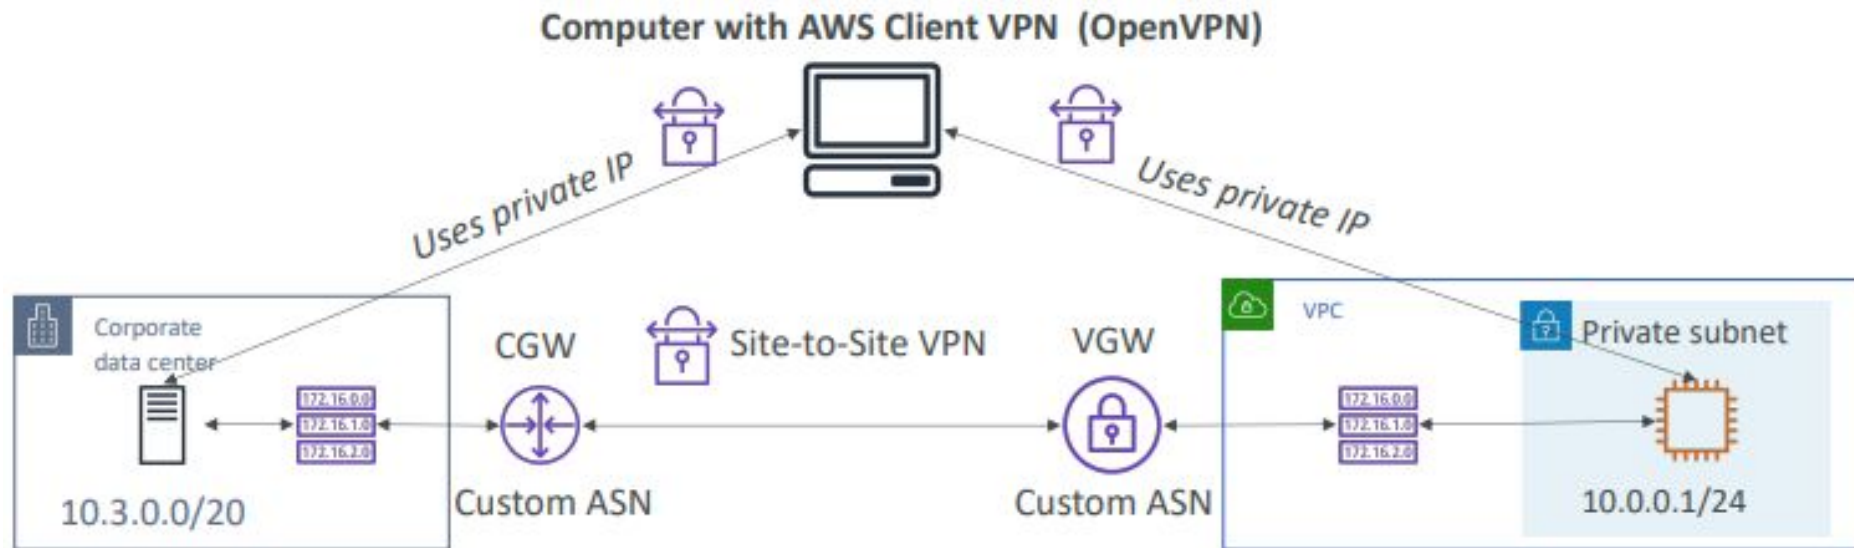 Computer with AWS Client VPN (OpenVPN)
Uses private IP
Uses private IP
Corporate
data center
CGW
Site-to-Site VPN
VGW
VPC
Private subnet
172.16.0.0
172.16.1.0
172.16.2.0
172.16.0.0
172.16.1.0
172.16.2.0
10.3.0.0/20
Custom ASN
Custom ASN
10.0.0.1/24